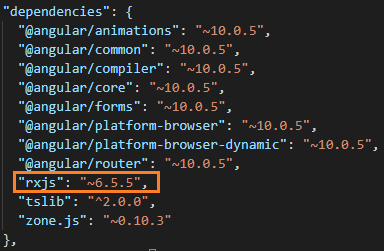 "dependencies": {
"@angular/animations": "~10.0.5",
"@angular/common": "~10.0.5",
"@angular/compiler": "~10.0.5",
"@angular/core": "~10.0.5",
"@angular/forms": "~10.0.5",
"@angular/platform-browser": "~10.0.5",
"@angular/platform-browser-dynamic": "~10.0.5",
"@angular/router": "~10.0.5",
"rxjs": "~6.5.5",
"tslib": "^2.0.0",
"zone.js": "~0.10.3"
},